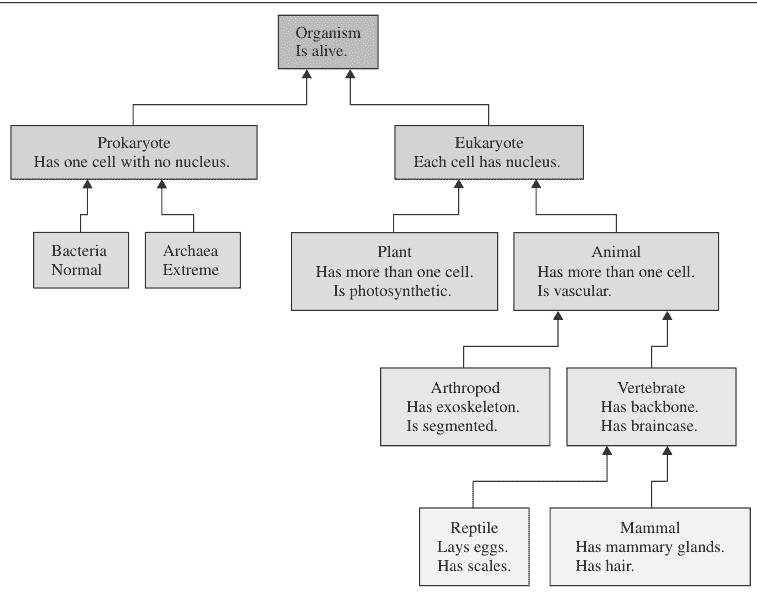 Organism
Is alive.
Prokaryote
Has one cell with no nucleus.
Eukaryote
Each cell has nucleus.
Bacteria
Normal
Archaea
Extreme
Plant
Has more than one cell.
Is photosynthetic.
Animal
Has more than one cell.
Is vascular.
Arthropod
Has exoskeleton.
Is segmented.
Vertebrate
Has backbone.
Has braincase.
Reptile
Lays eggs.
Has scales.
Mammal
Has mammary glands.
Has hair.